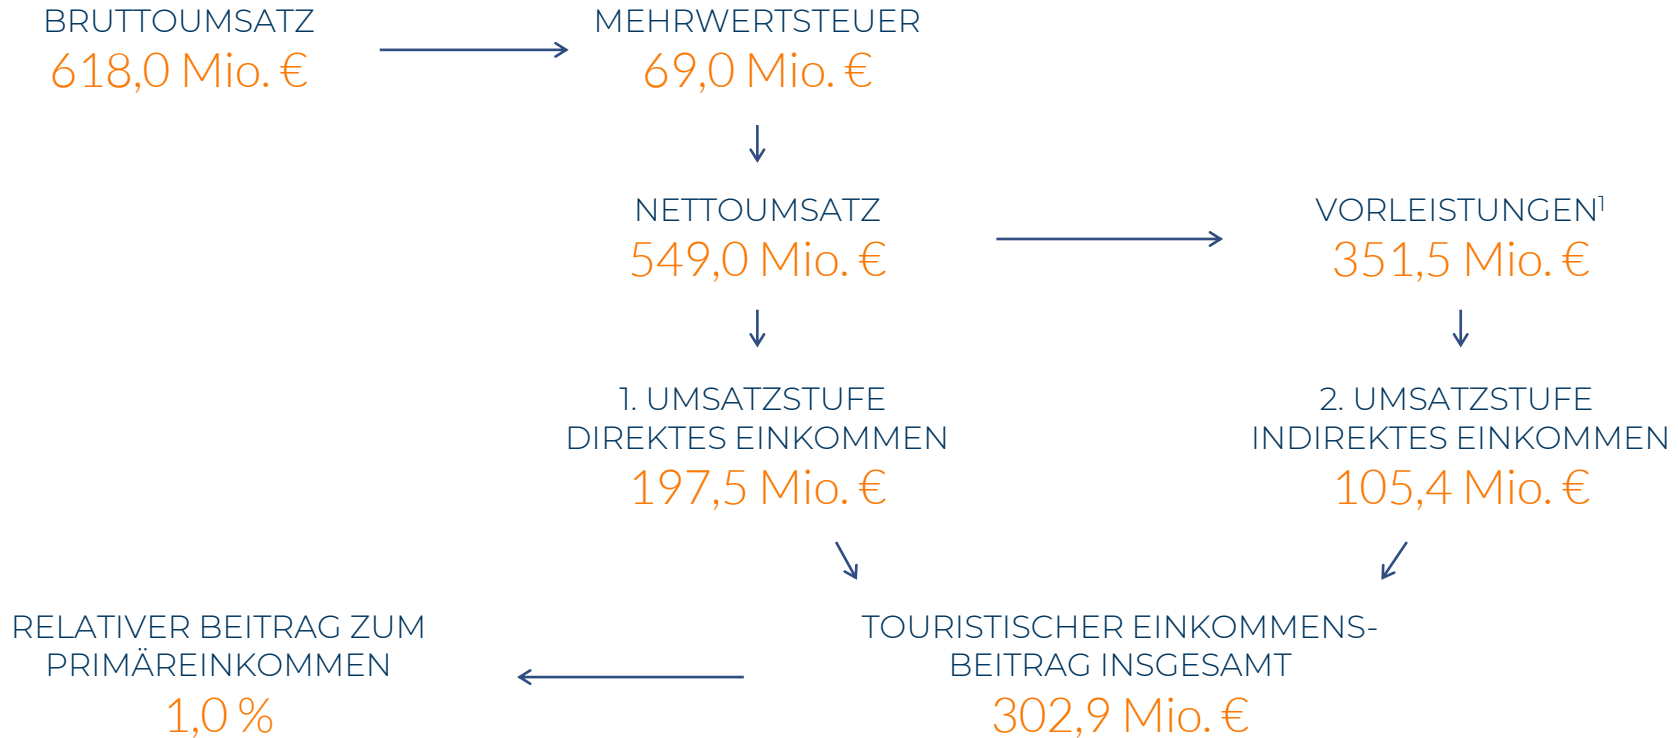 BRUTTOUMSATZ
618,0 Mio. €
MEHRWERTSTEUER
69,0 Mio. €
NETTOUMSATZ
549,0 Mio. €
VORLEISTUNGEN¹
351,5 Mio. €
1. UMSATZSTUFE
DIREKTES EINKOMMEN
197,5 Mio. €
2. UMSATZSTUFE
INDIREKTES EINKOMMEN
105,4 Mio. €
RELATIVER BEITRAG ZUM
PRIMÄREINKOMMEN
1,0 %
TOURISTISCHER EINKOMMENS-
BEITRAG INSGESAMT
302,9 Mio. €